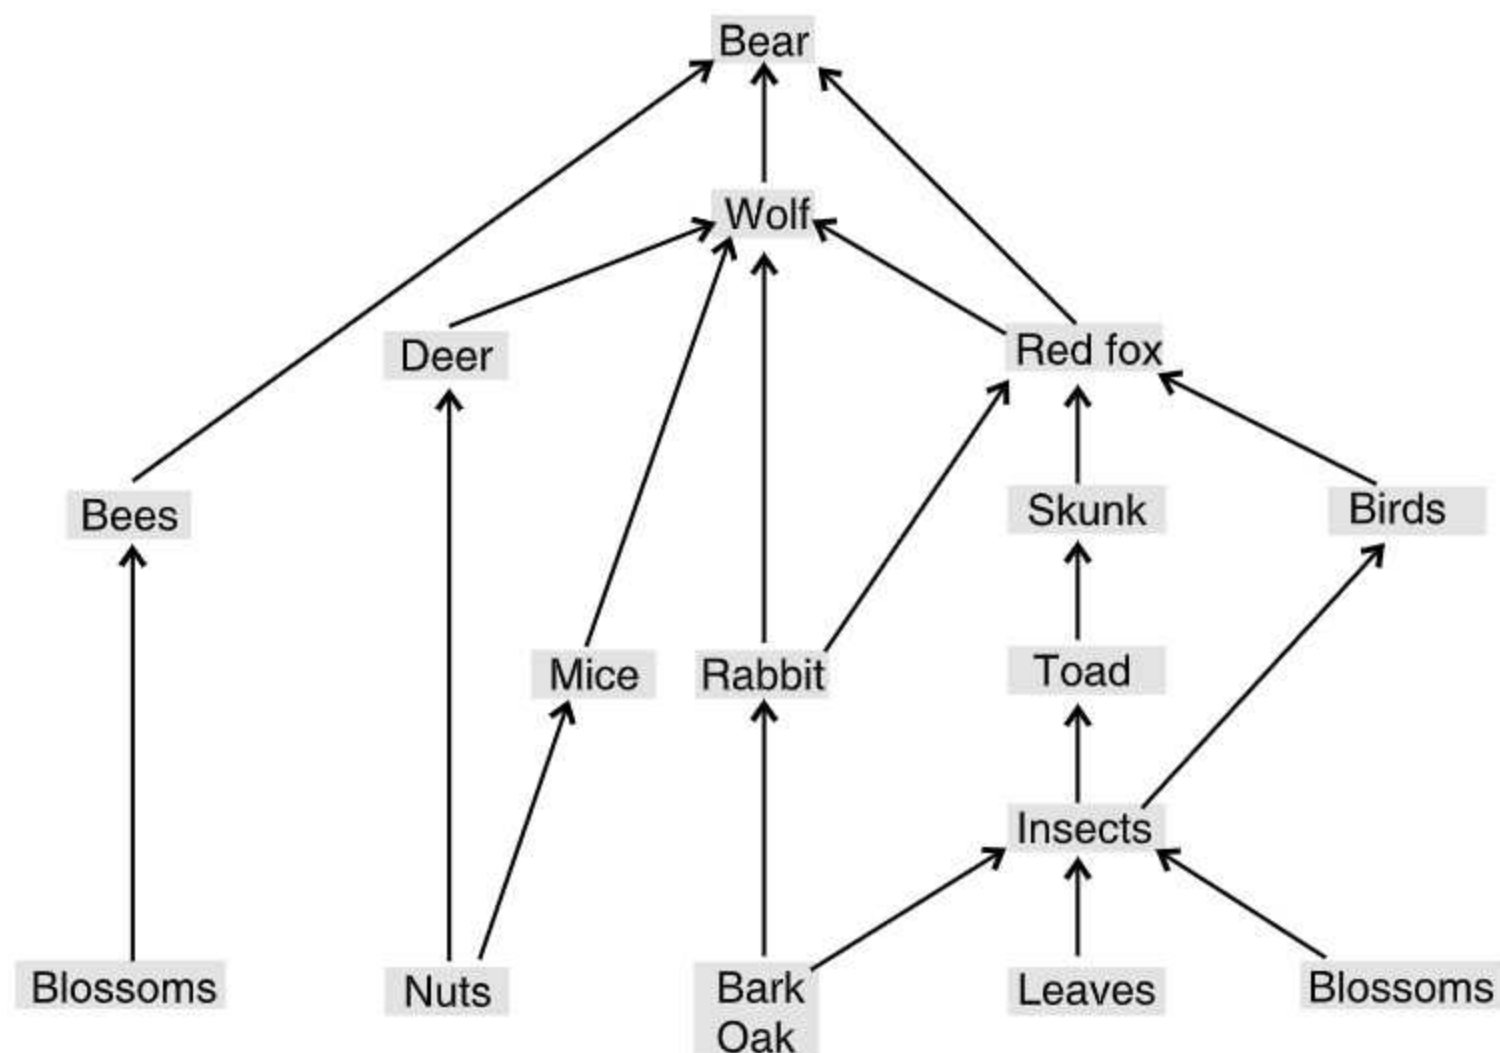 Bear
Wolf
Deer
Red fox
Bees
Skunk
Birds
Mice
Rabbit
Toad
Insects
Blossoms
Nuts
Bark
Oak
Leaves
Blossoms